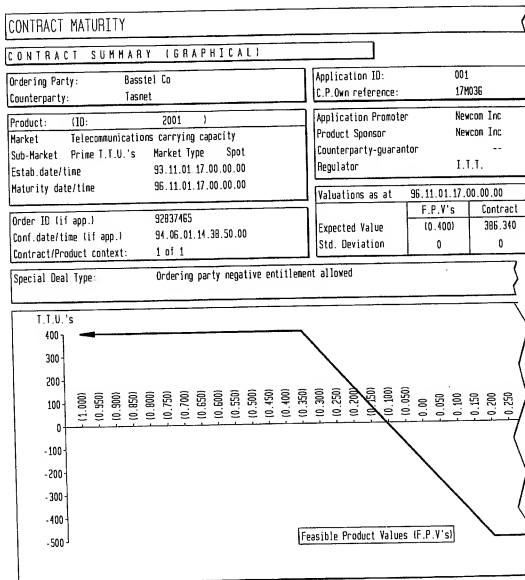 CONTRACT MATURITY
CONTRACT SUMMARY (GRAPHICAL)
Ordering Party: Basstel Co
Counterparty: Tasnet
Application ID: 001
C.P.Own reference: 17M036
Product: (ID: 2001 )
Market Telecommunications carrying capacity
Sub-Market Prime T.T.U.'s Market Type Spot
Estab.date/time 93.11.01 17.00.00.00
Maturity date/time 96.11.01 17.00.00.00
Application Promoter Newcom Inc
Product Sponsor Newcom Inc
Counterparty-guarantor --
Regulator I.T.T.
Order ID (if app.) 92837465
Conf.date/time (if app.) 94.06.01.14.38.50.00
Contract/Product context: 1 of 1
Valuations as at 96.11.01.17.00.00.00
F.P.V's Contract
Expected Value (0.400) 386.340
Std. Deviation 0 0
Special Deal Type: Ordering party negative entitlement allowed
T.T.U.'s
400
300
200
100
0
-100
-200
-300
-400
-500
(1.000) (0.950) (0.900) (0.850) (0.800) (0.750) (0.700) (0.650) (0.600) (0.550) (0.500) (0.450) (0.400) (0.350) (0.300) (0.250) (0.200) (0.150) (0.100) (0.050) 0.00 0.050 0.100 0.150 0.200 0.250
Feasible Product Values (F.P.V's)